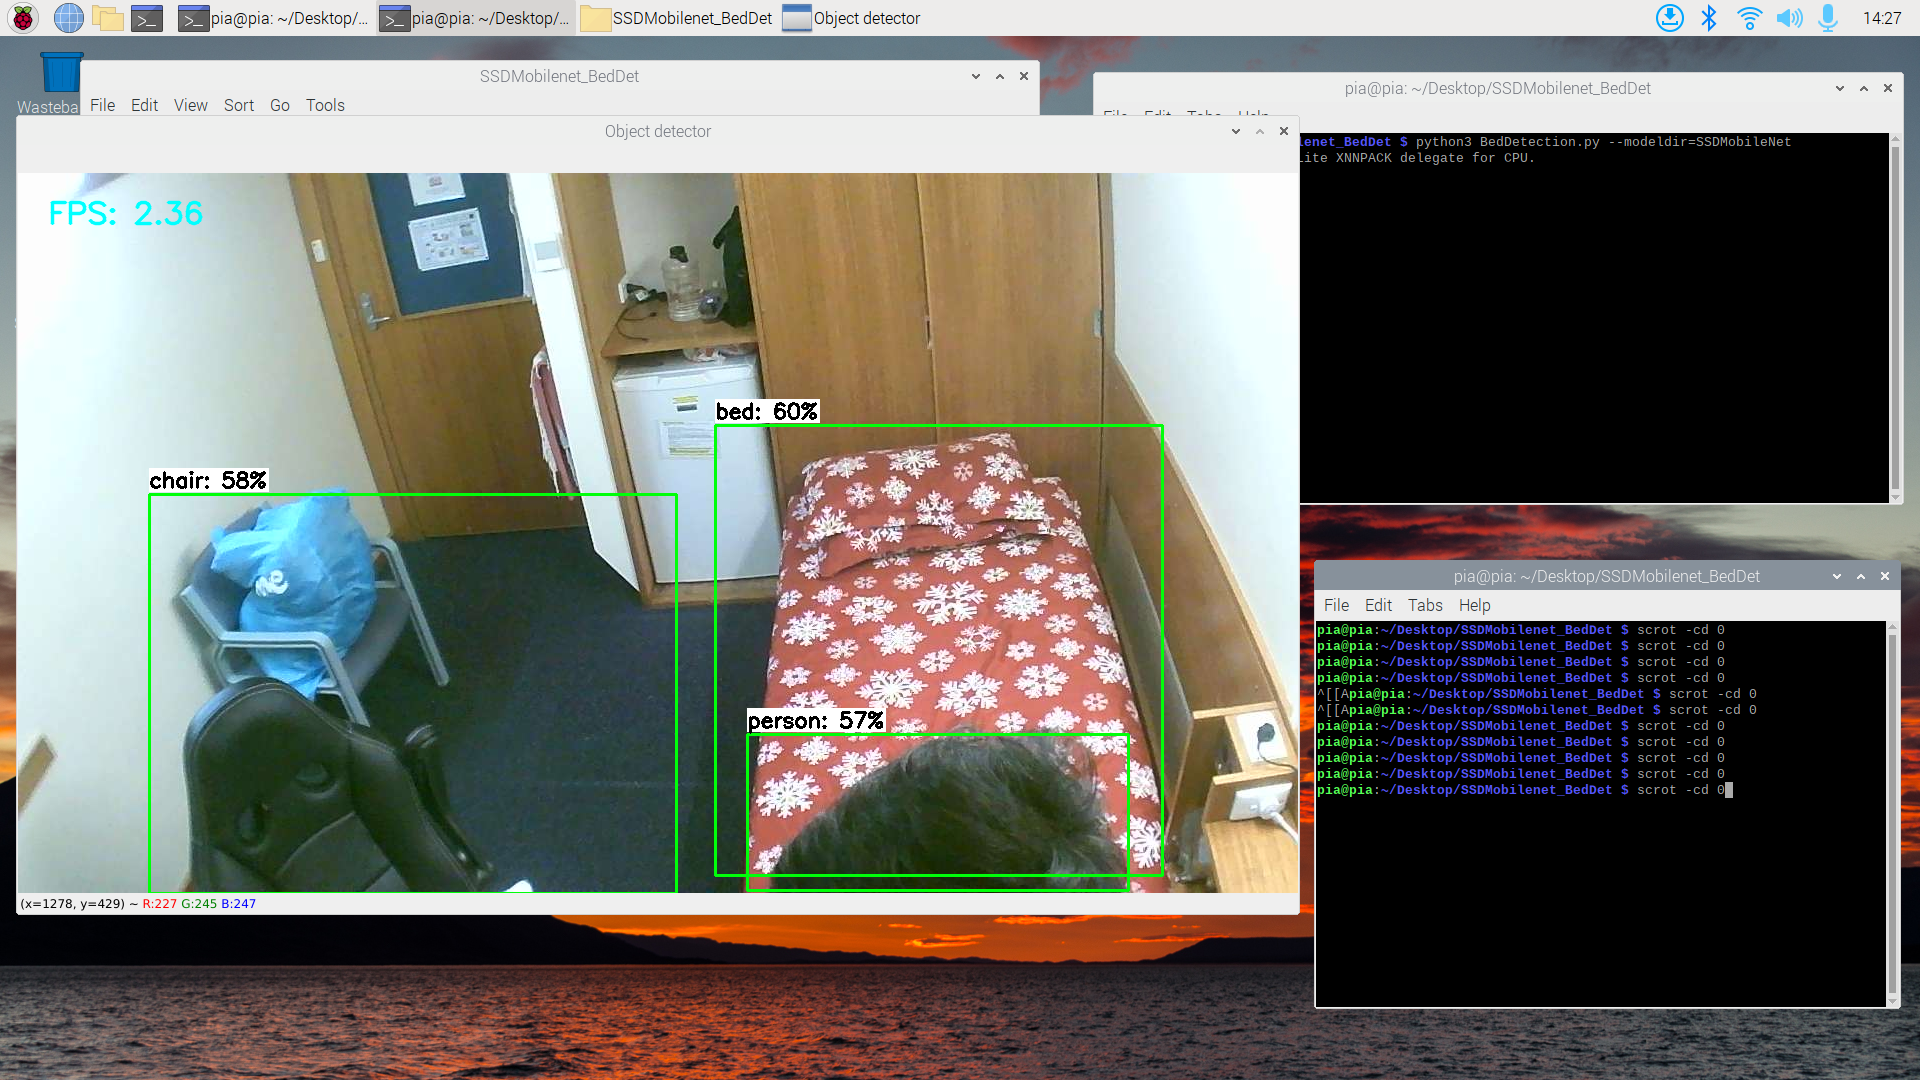 pia@pia: ~/Desktop/...
pia@pia: ~/Desktop/...
SSDMobilenet_BedDet
Object detector
14:27
Wasteba
SSDMobilenet_BedDet
File Edit View Sort Go Tools
pia@pia: ~/Desktop/SSDMobilenet_BedDet
File Edit Tabs Help
lenet_BedDet $ python3 BedDetection.py --modeldir=SSDMobileNet
Lite XNNPACK delegate for CPU.
Object detector
FPS: 2.36
bed: 60%
chair: 58%
person: 57%
(x=1278, y=429) ~ R:227 G:245 B:247
pia@pia: ~/Desktop/SSDMobilenet_BedDet
File Edit Tabs Help
pia@pia:~/Desktop/SSDMobilenet_BedDet $ scrot -cd 0
pia@pia:~/Desktop/SSDMobilenet_BedDet $ scrot -cd 0
pia@pia:~/Desktop/SSDMobilenet_BedDet $ scrot -cd 0
pia@pia:~/Desktop/SSDMobilenet_BedDet $ scrot -cd 0
^[[Apia@pia:~/Desktop/SSDMobilenet_BedDet $ scrot -cd 0
^[[Apia@pia:~/Desktop/SSDMobilenet_BedDet $ scrot -cd 0
pia@pia:~/Desktop/SSDMobilenet_BedDet $ scrot -cd 0
pia@pia:~/Desktop/SSDMobilenet_BedDet $ scrot -cd 0
pia@pia:~/Desktop/SSDMobilenet_BedDet $ scrot -cd 0
pia@pia:~/Desktop/SSDMobilenet_BedDet $ scrot -cd 0
pia@pia:~/Desktop/SSDMobilenet_BedDet $ scrot -cd 0